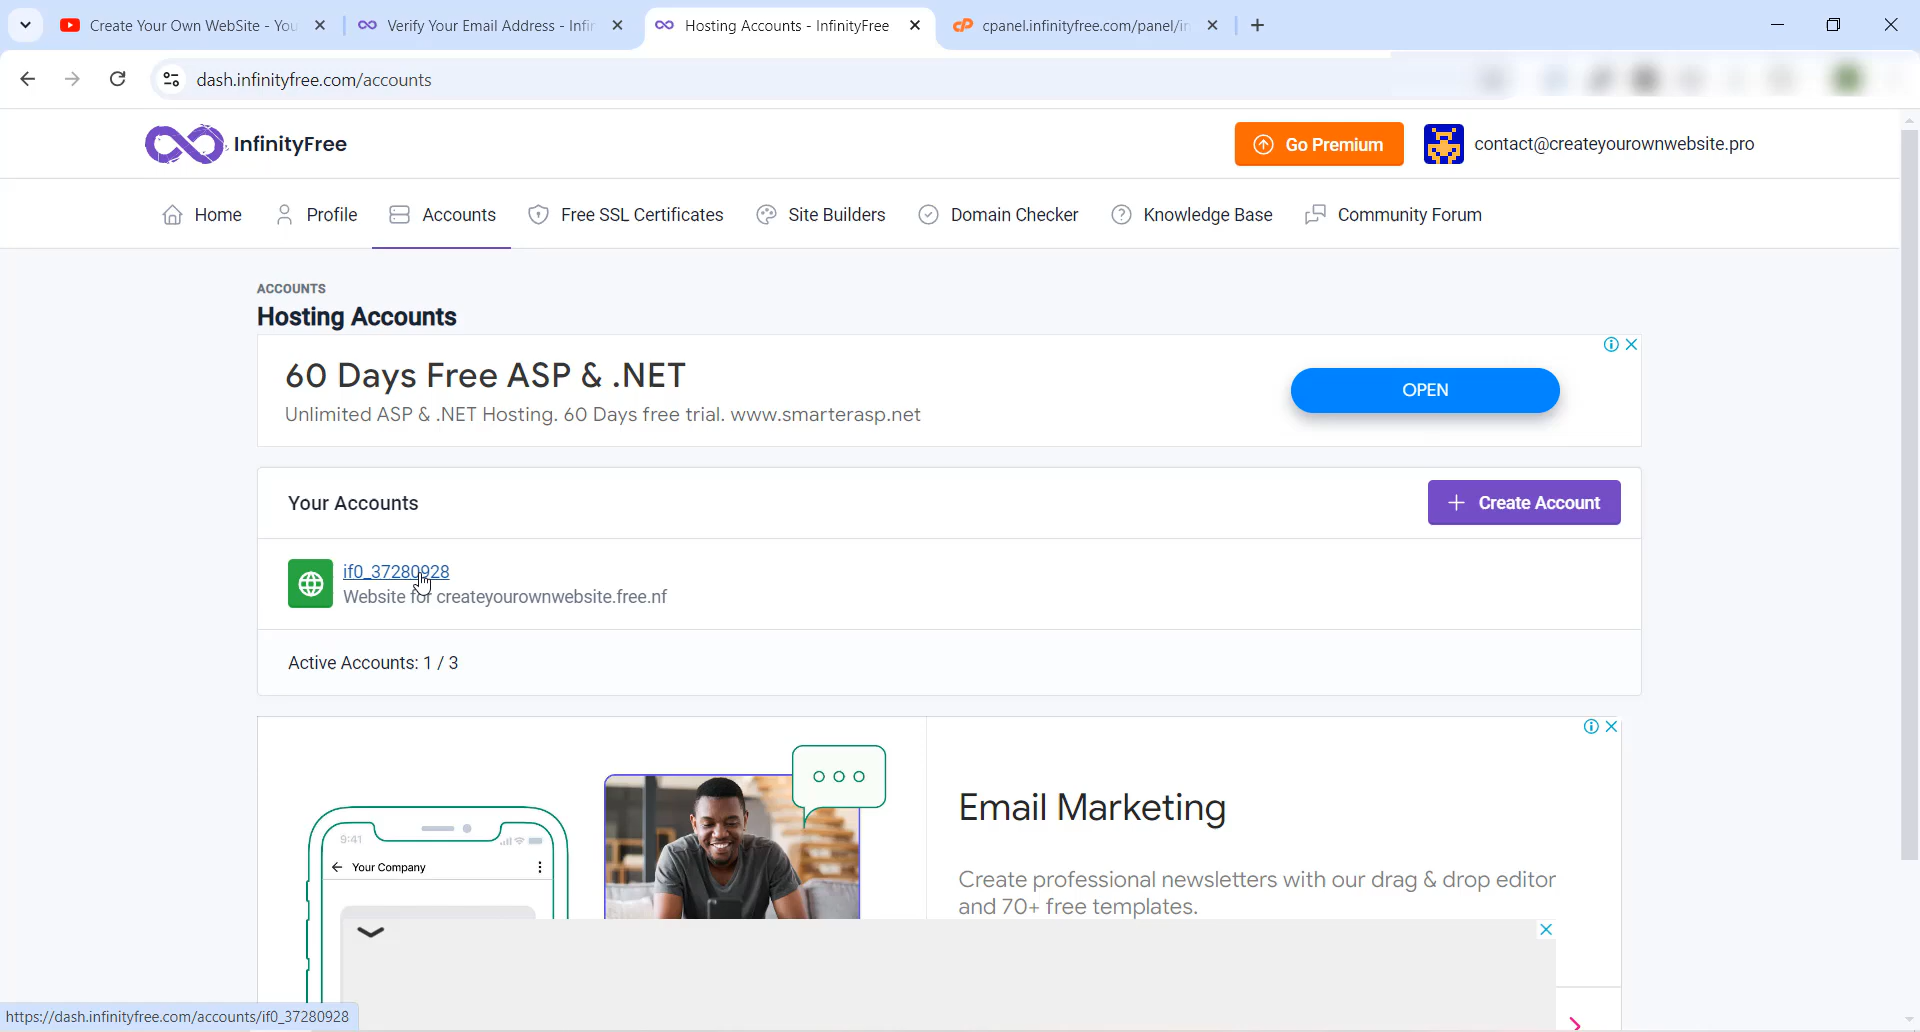 Create Your Own WebSite - You
Verify Your Email Address - Infin
Hosting Accounts - InfinityFree
cpanel.infinityfree.com/panel/in
dash.infinityfree.com/accounts
InfinityFree
Go Premium
contact@createyourownwebsite.pro
Home
Profile
Accounts
Free SSL Certificates
Site Builders
Domain Checker
Knowledge Base
Community Forum
ACCOUNTS
Hosting Accounts
60 Days Free ASP & .NET
Unlimited ASP & .NET Hosting. 60 Days free trial. www.smarterasp.net
OPEN
Your Accounts
Create Account
if0_37280928
Website for createyourownwebsite.free.nf
Active Accounts: 1 / 3
9:41
Your Company
Email Marketing
Create professional newsletters with our drag & drop editor
and 70+ free templates.
https://dash.infinityfree.com/accounts/if0_37280928